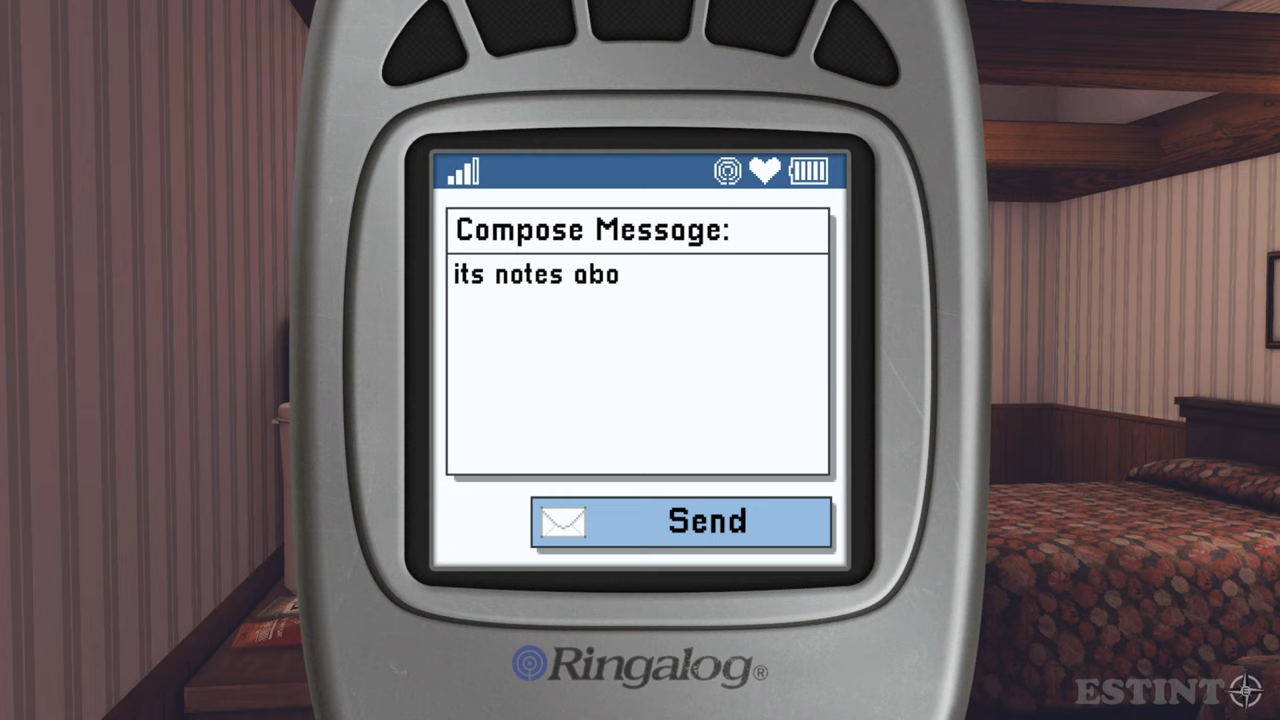 Compose Message:
its notes abo
Send
Ringalog®
ESTINT